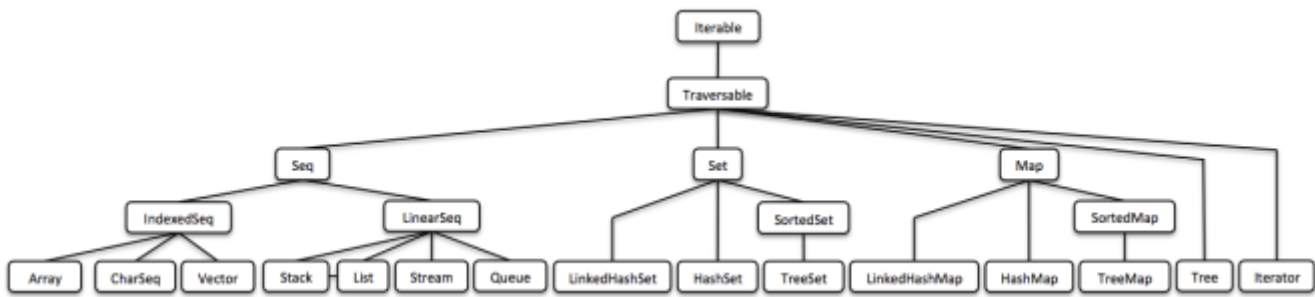 Iterable
Traversable
Seq Set Map
IndexedSeq LinearSeq SortedSet SortedMap
Array CharSeq Vector Stack List Stream Queue LinkedHashSet HashSet TreeSet LinkedHashMap HashMap TreeMap Tree Iterator